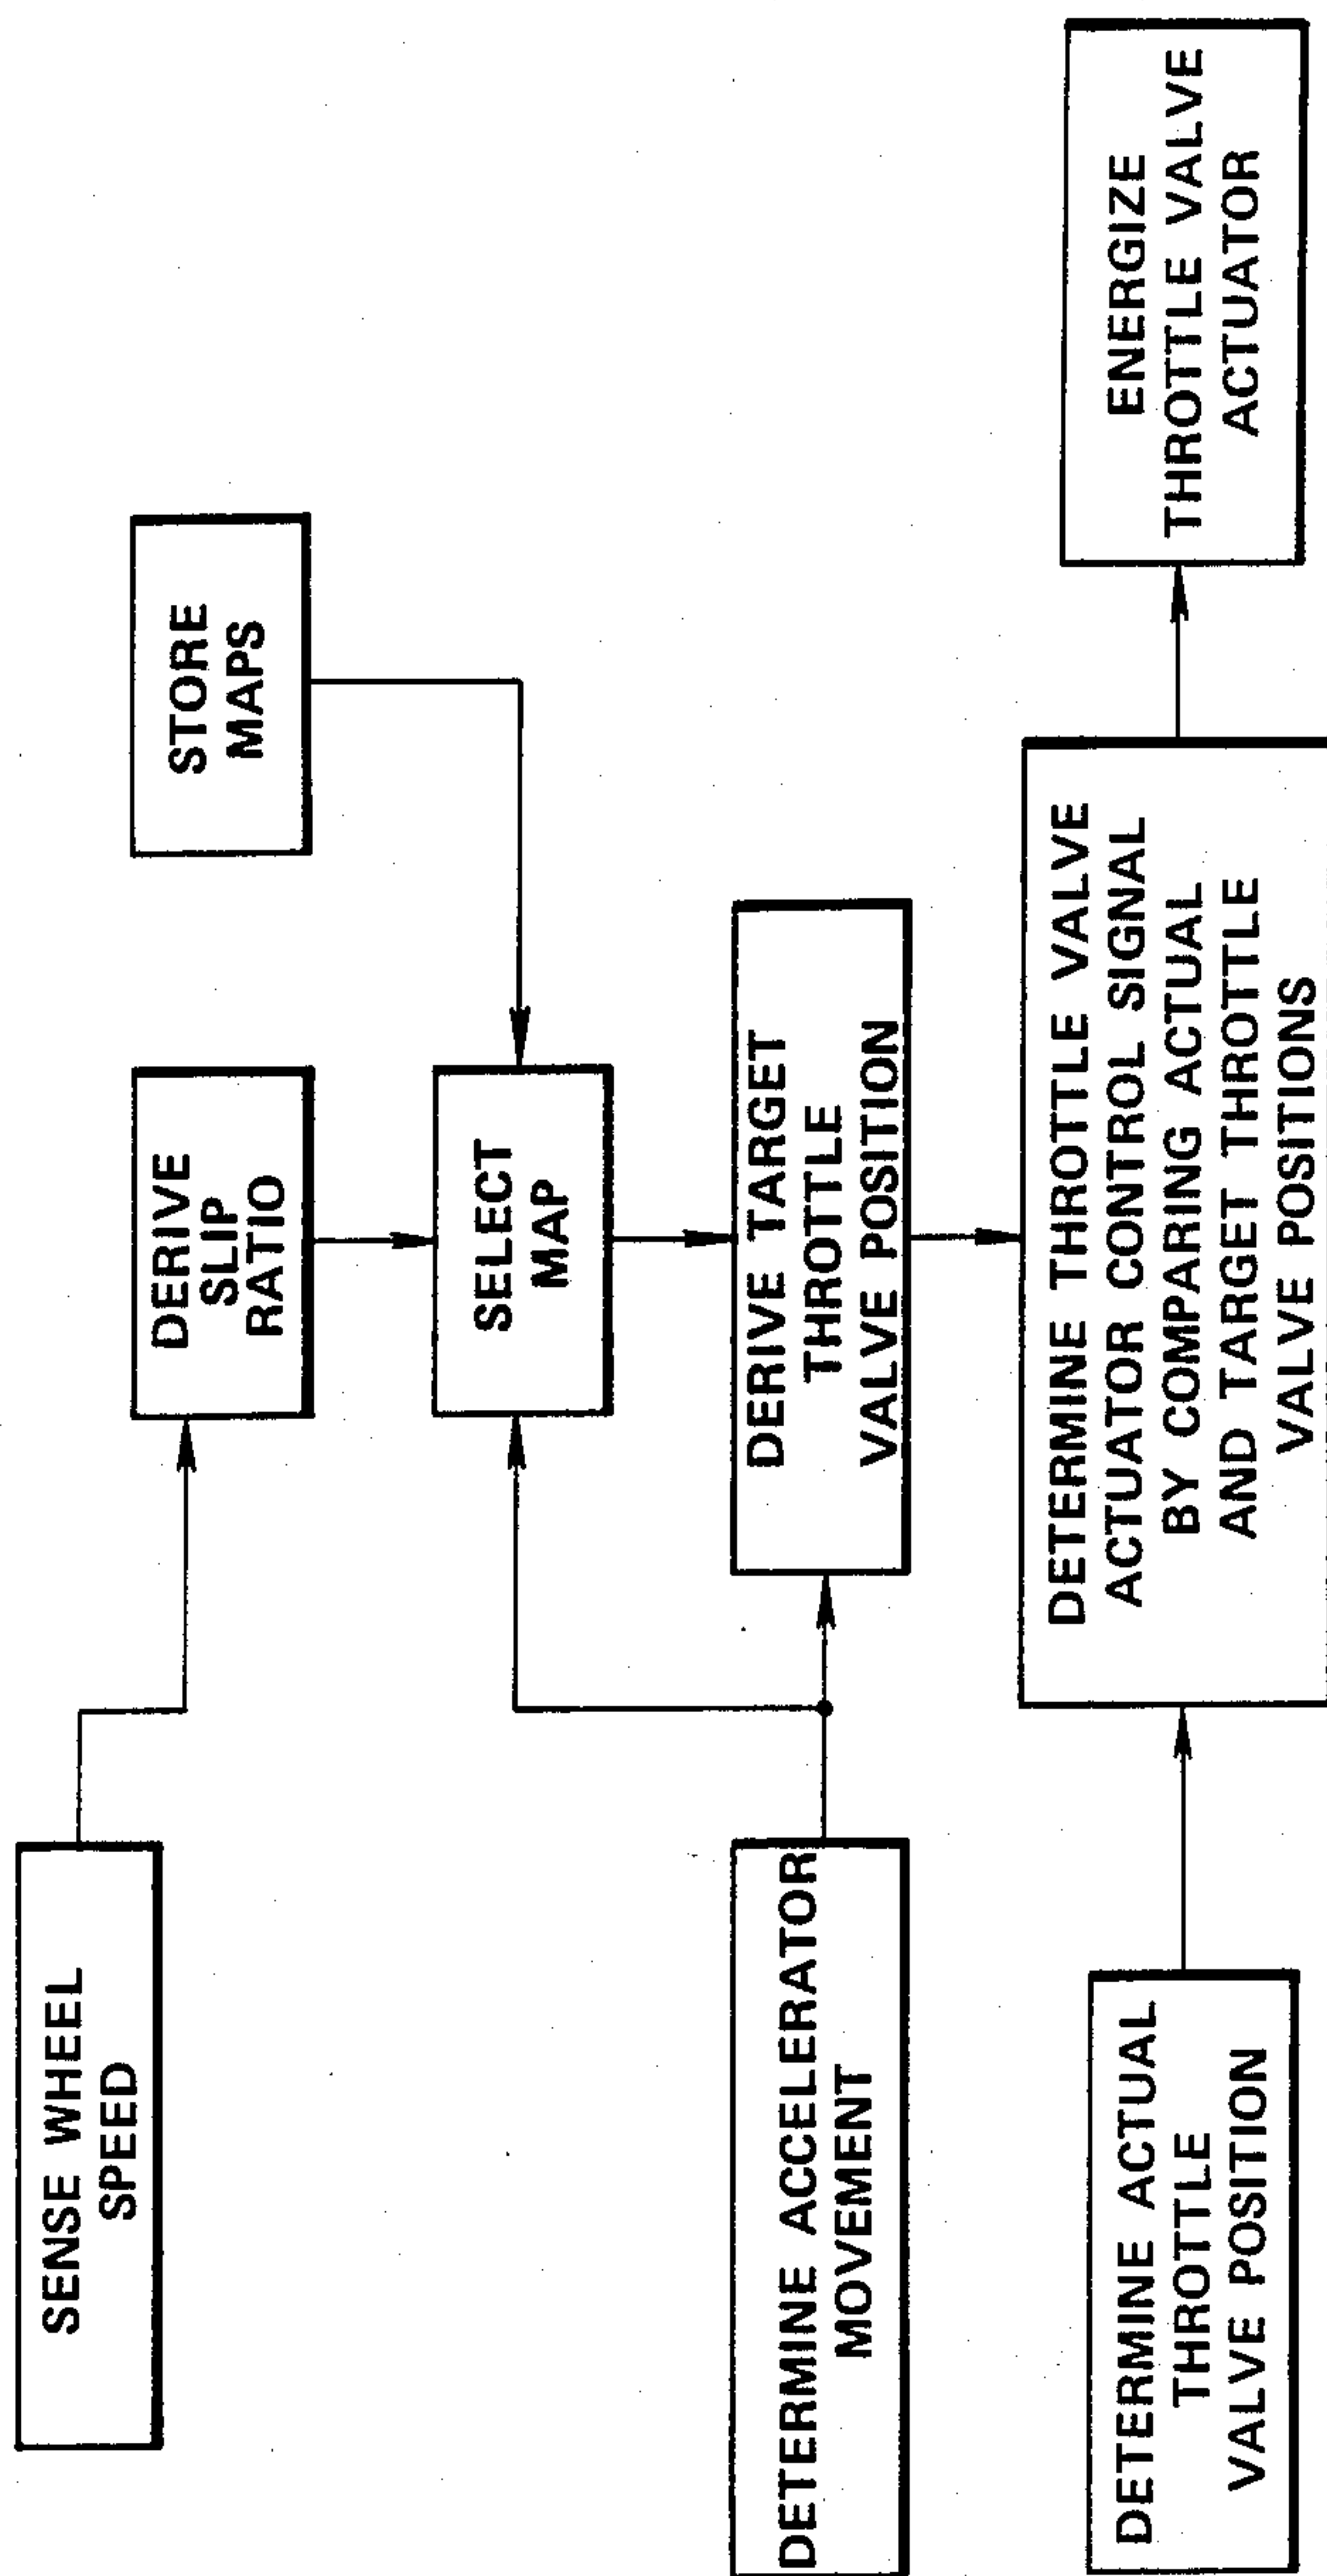 SENSE WHEEL
SPEED
DERIVE
SLIP
RATIO
STORE
MAPS
SELECT
MAP
DETERMINE ACCELERATOR
MOVEMENT
DERIVE TARGET
THROTTLE
VALVE POSITION
DETERMINE ACTUAL
THROTTLE
VALVE POSITION
DETERMINE THROTTLE VALVE
ACTUATOR CONTROL SIGNAL
BY COMPARING ACTUAL
AND TARGET THROTTLE
VALVE POSITIONS
ENERGIZE
THROTTLE VALVE
ACTUATOR